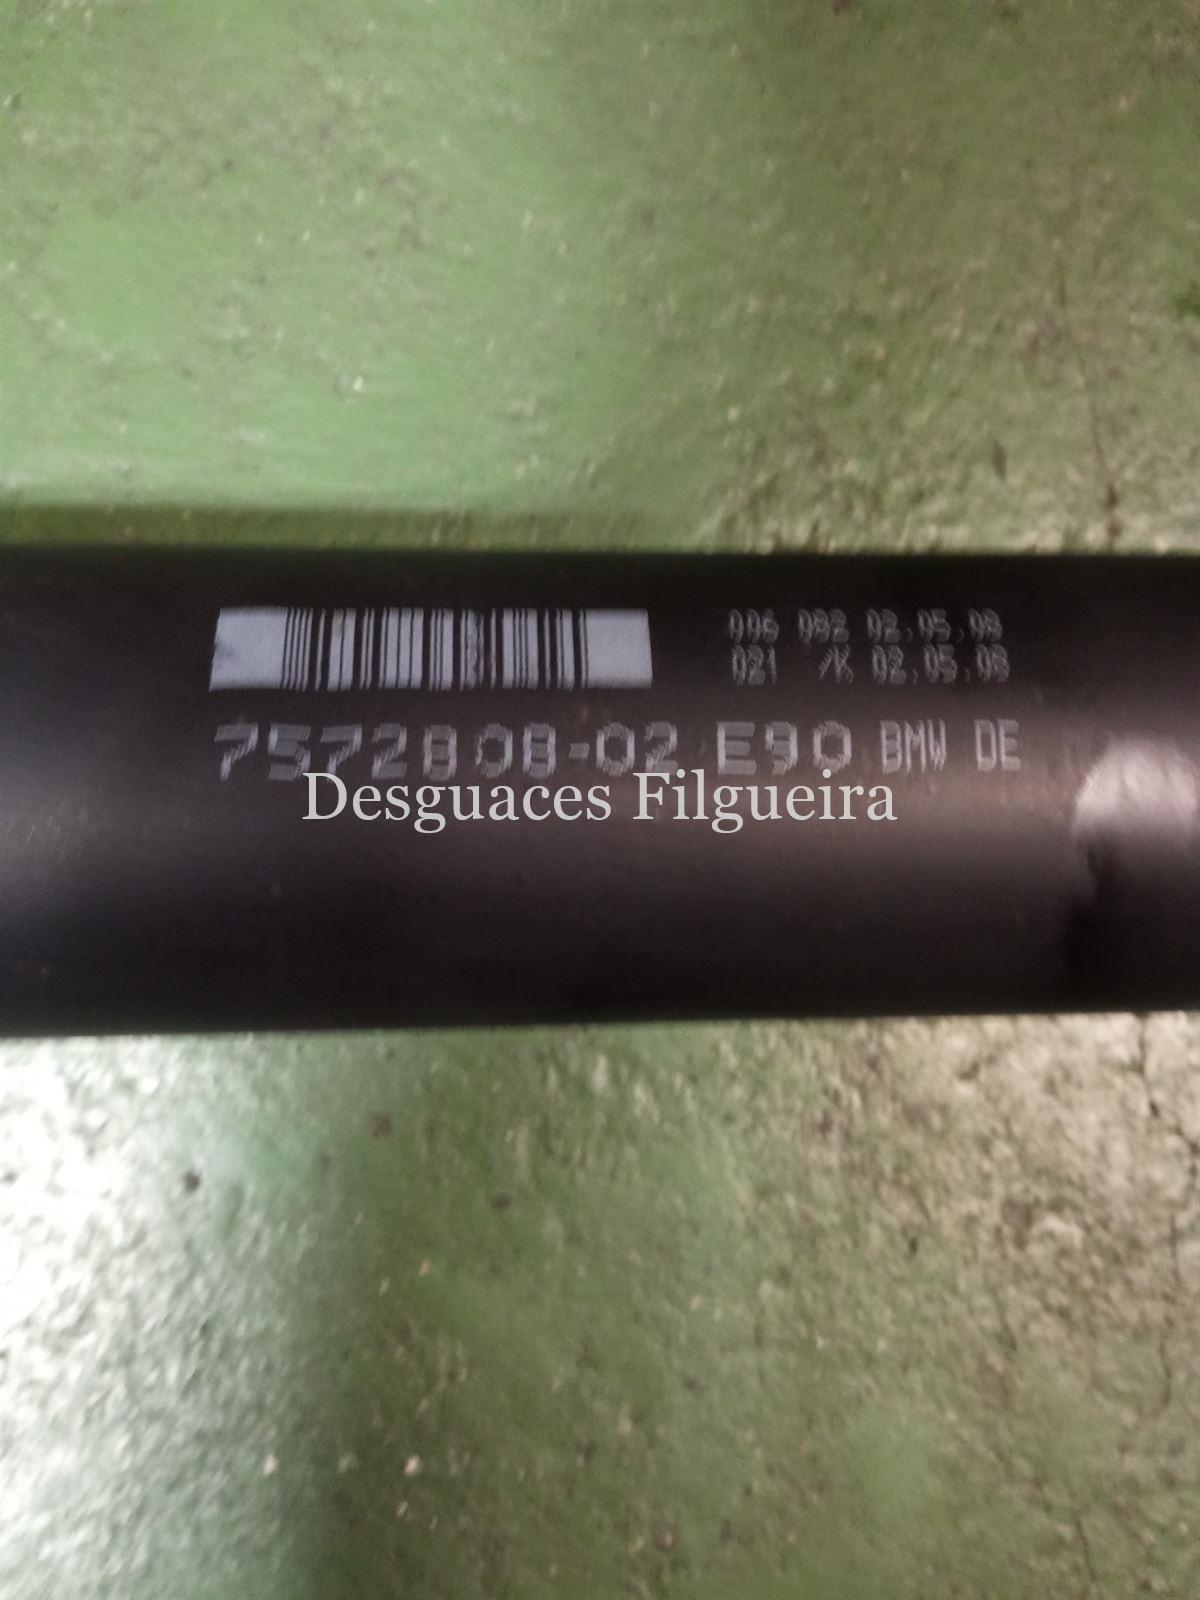 006 082 02.05.08
021 /K 02.05.08
7572808-02 E90 BMW DE
Desguaces Filgueira